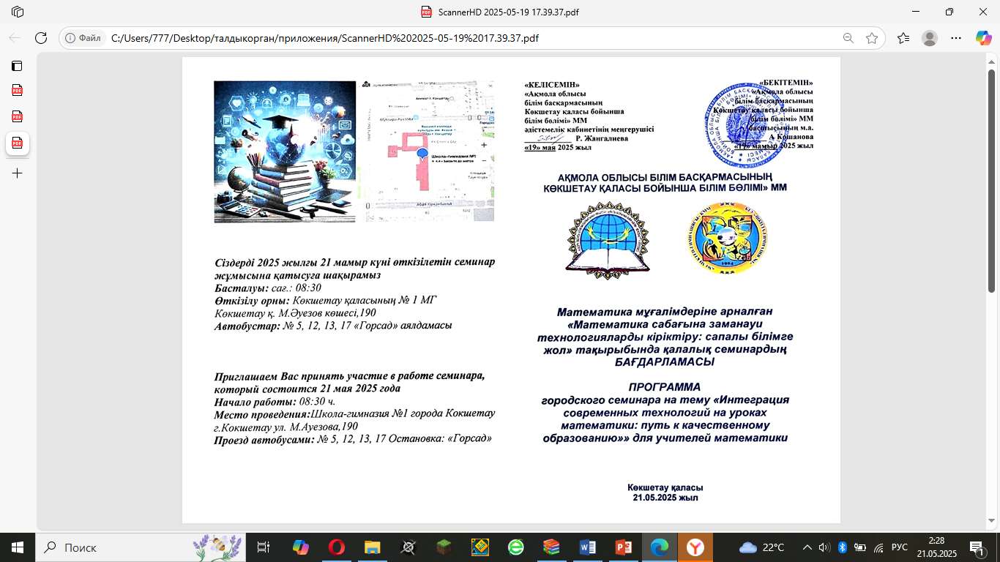 ScannerHD 2025-05-19 17.39.37.pdf
Файл
C:/Users/777/Desktop/талдыкорган/приложения/ScannerHD%202025-05-19%2017.39.37.pdf
Школа-гимназия №1
«КЕЛІСЕМІН»
«Ақмола облысы
білім басқармасының
Көкшетау қаласы бойынша
білім бөлімі» ММ
әдістемелік кабинетінің меңгерушісі
Р. Жангалиева
«19» мая 2025 жыл
«БЕКІТЕМІН»
«Ақмола облысы
білім басқармасының
Көкшетау қаласы бойынша
білім бөлімі» ММ
басшысының м.а.
А Кошанова
«19» мамыр 2025 жыл
АҚМОЛА ОБЛЫСЫ БІЛІМ БАСҚАРМАСЫНЫҢ
КӨКШЕТАУ ҚАЛАСЫ БОЙЫНША БІЛІМ БӨЛІМІ» ММ
Сіздерді 2025 жылғы 21 мамыр күні өткізілетін семинар
жұмысына қатысуға шақырамыз
Басталуы: сағ.: 08:30
Өткізілу орны: Көкшетау қаласының № 1 МГ
Көкшетау қ. М.Әуезов көшесі,190
Автобустар: № 5, 12, 13, 17 «Горсад» аялдамасы
Приглашаем Вас принять участие в работе семинара,
который состоится 21 мая 2025 года
Начало работы: 08:30 ч.
Место проведения:Школа-гимназия №1 города Кокшетау
г.Кокшетау ул. М.Ауезова,190
Проезд автобусами: № 5, 12, 13, 17 Остановка: «Горсад»
Математика мұғалімдеріне арналған
«Математика сабағына заманауи
технологияларды кіріктіру: сапалы білімге
жол» тақырыбында қалалық семинардың
БАҒДАРЛАМАСЫ
ПРОГРАММА
городского семинара на тему «Интеграция
современных технологий на уроках
математики: путь к качественному
образованию»» для учителей математики
Көкшетау қаласы
21.05.2025 жыл
Поиск
22°C
РУС
2:28
21.05.2025
1